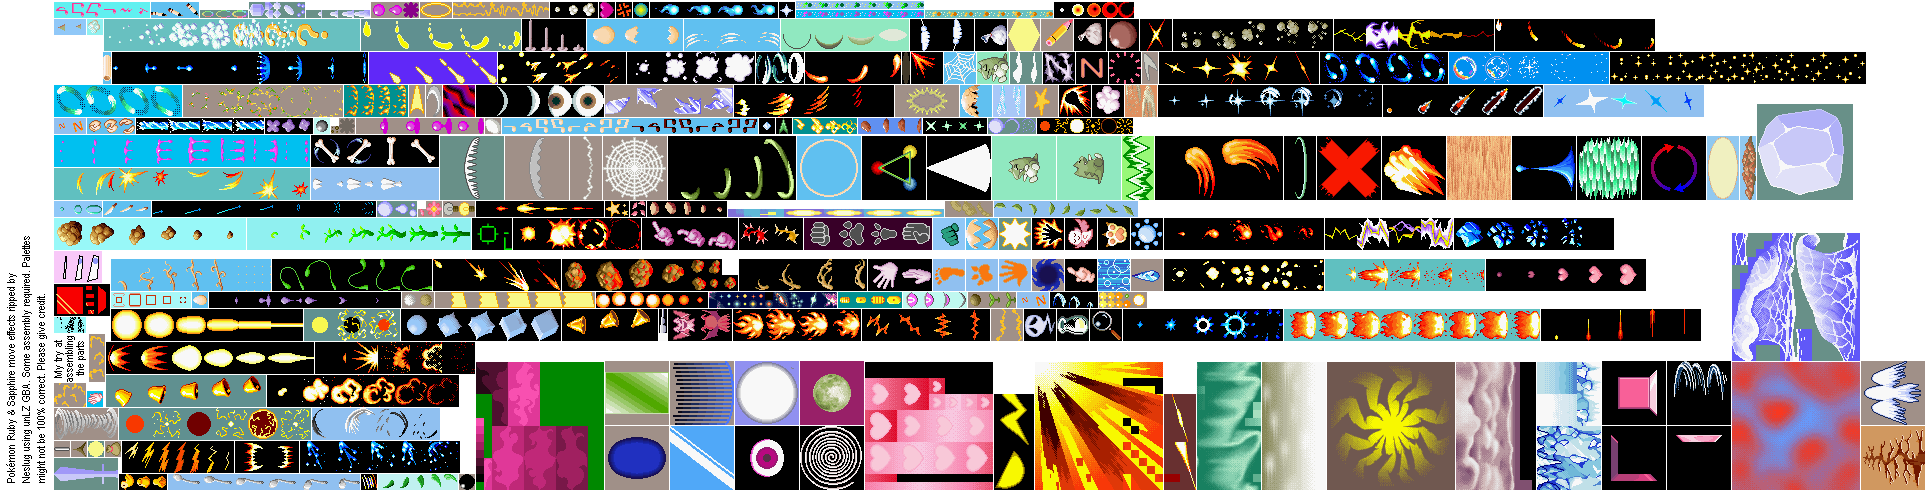 Pokémon Ruby & Sapphire move effects ripped by
Neslug using unLZ GBA. Some assembly required. Palettes
might not be 100% correct. Please give credit.
My try at
assembling
the parts